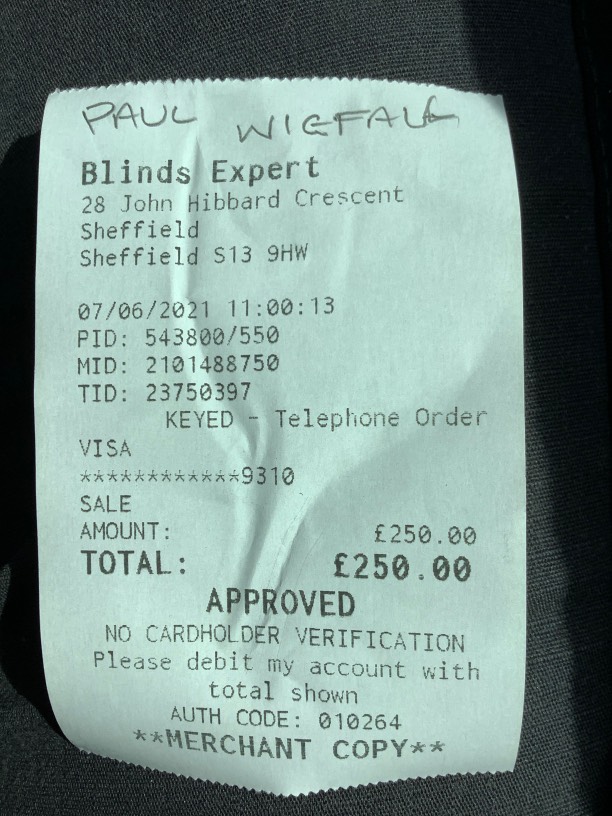 PAUL WIGFALL
Blinds Expert
28 John Hibbard Crescent
Sheffield
Sheffield S13 9HW
07/06/2021 11:00:13
PID: 543800/550
MID: 2101488750
TID: 23750397
KEYED - Telephone Order
VISA
************9310
SALE
AMOUNT: £250.00
TOTAL: £250.00
APPROVED
NO CARDHOLDER VERIFICATION
Please debit my account with
total shown
AUTH CODE: 010264
**MERCHANT COPY**